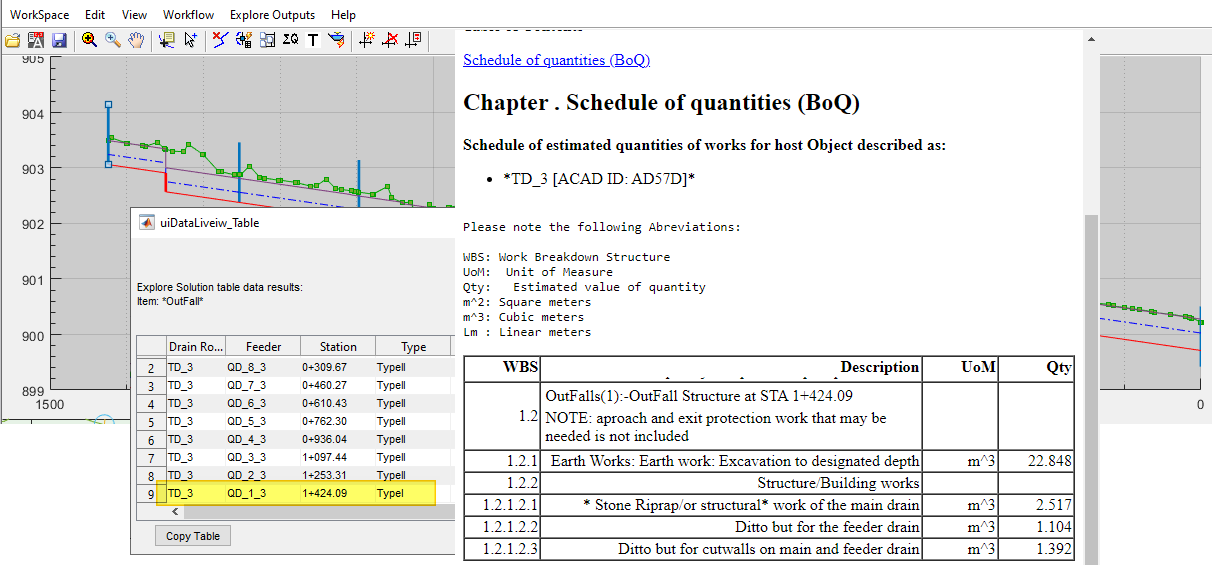 WorkSpace Edit View Workflow Explore Outputs Help
A ΣQ T
905
904
903
902
901
900
899
1500
0
uiDataLiveiw_Table
Explore Solution table data results:
Item: *OutFall*
Drain Ro... Feeder Station Type
2 TD_3 QD_8_3 0+309.67 TypeII
3 TD_3 QD_7_3 0+460.27 TypeII
4 TD_3 QD_6_3 0+610.43 TypeII
5 TD_3 QD_5_3 0+762.30 TypeII
6 TD_3 QD_4_3 0+936.04 TypeII
7 TD_3 QD_3_3 1+097.44 TypeII
8 TD_3 QD_2_3 1+253.31 TypeII
9 TD_3 QD_1_3 1+424.09 TypeI
Copy Table
Schedule of quantities (BoQ)
Chapter . Schedule of quantities (BoQ)
Schedule of estimated quantities of works for host Object described as:
• *TD_3 [ACAD ID: AD57D]*
Please note the following Abreviations:
WBS: Work Breakdown Structure
UoM: Unit of Measure
Qty: Estimated value of quantity
m^2: Square meters
m^3: Cubic meters
Lm : Linear meters
WBS Description UoM Qty
1.2 OutFalls(1):-OutFall Structure at STA 1+424.09
NOTE: aproach and exit protection work that may be
needed is not included
1.2.1 Earth Works: Earth work: Excavation to designated depth m^3 22.848
1.2.2 Structure/Building works
1.2.1.2.1 * Stone Riprap/or structural* work of the main drain m^3 2.517
1.2.1.2.2 Ditto but for the feeder drain m^3 1.104
1.2.1.2.3 Ditto but for cutwalls on main and feeder drain m^3 1.392